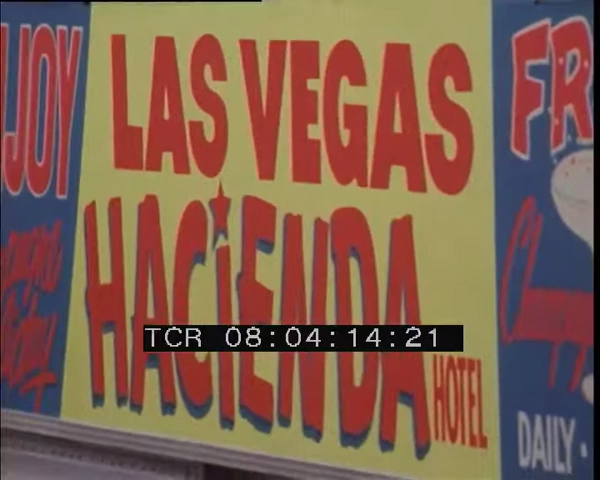 JOY
LAS VEGAS
HACiENDA
HOTEL
FR
DAILY ·
TCR 08:04:14:21